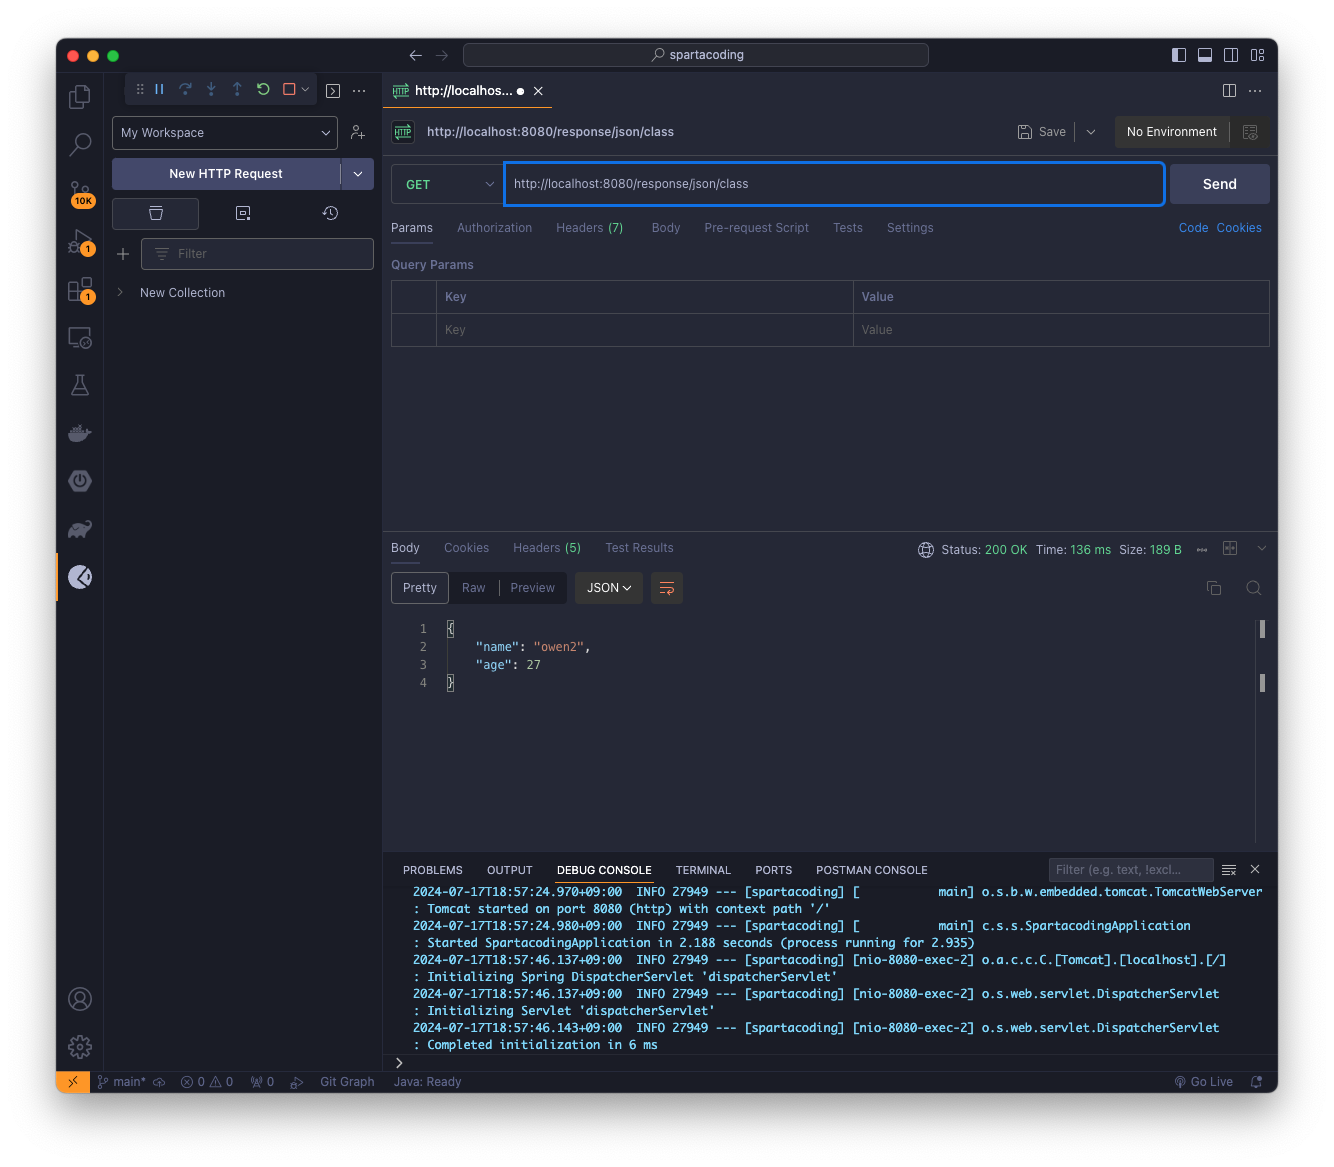 spartacoding
http://localhos...
My Workspace
HTTP http://localhost:8080/response/json/class Save No Environment
New HTTP Request
GET http://localhost:8080/response/json/class Send
10K
Params Authorization Headers (7) Body Pre-request Script Tests Settings Code Cookies
1
Filter
Query Params
New Collection
1
Key Value
Key Value
Body Cookies Headers (5) Test Results Status: 200 OK Time: 136 ms Size: 189 B
Pretty Raw Preview JSON
1 {
2 "name": "owen2",
3 "age": 27
4 }
PROBLEMS OUTPUT DEBUG CONSOLE TERMINAL PORTS POSTMAN CONSOLE Filter (e.g. text, !excl...
2024-07-17T18:57:24.970+09:00 INFO 27949 --- [spartacoding] [ main] o.s.b.w.embedded.tomcat.TomcatWebServer
: Tomcat started on port 8080 (http) with context path '/'
2024-07-17T18:57:24.980+09:00 INFO 27949 --- [spartacoding] [ main] c.s.s.SpartacodingApplication
: Started SpartacodingApplication in 2.188 seconds (process running for 2.935)
2024-07-17T18:57:46.137+09:00 INFO 27949 --- [spartacoding] [nio-8080-exec-2] o.a.c.c.C.[Tomcat].[localhost].[/]
: Initializing Spring DispatcherServlet 'dispatcherServlet'
2024-07-17T18:57:46.137+09:00 INFO 27949 --- [spartacoding] [nio-8080-exec-2] o.s.web.servlet.DispatcherServlet
: Initializing Servlet 'dispatcherServlet'
2024-07-17T18:57:46.143+09:00 INFO 27949 --- [spartacoding] [nio-8080-exec-2] o.s.web.servlet.DispatcherServlet
: Completed initialization in 6 ms
main* 0 0 0 Git Graph Java: Ready Go Live